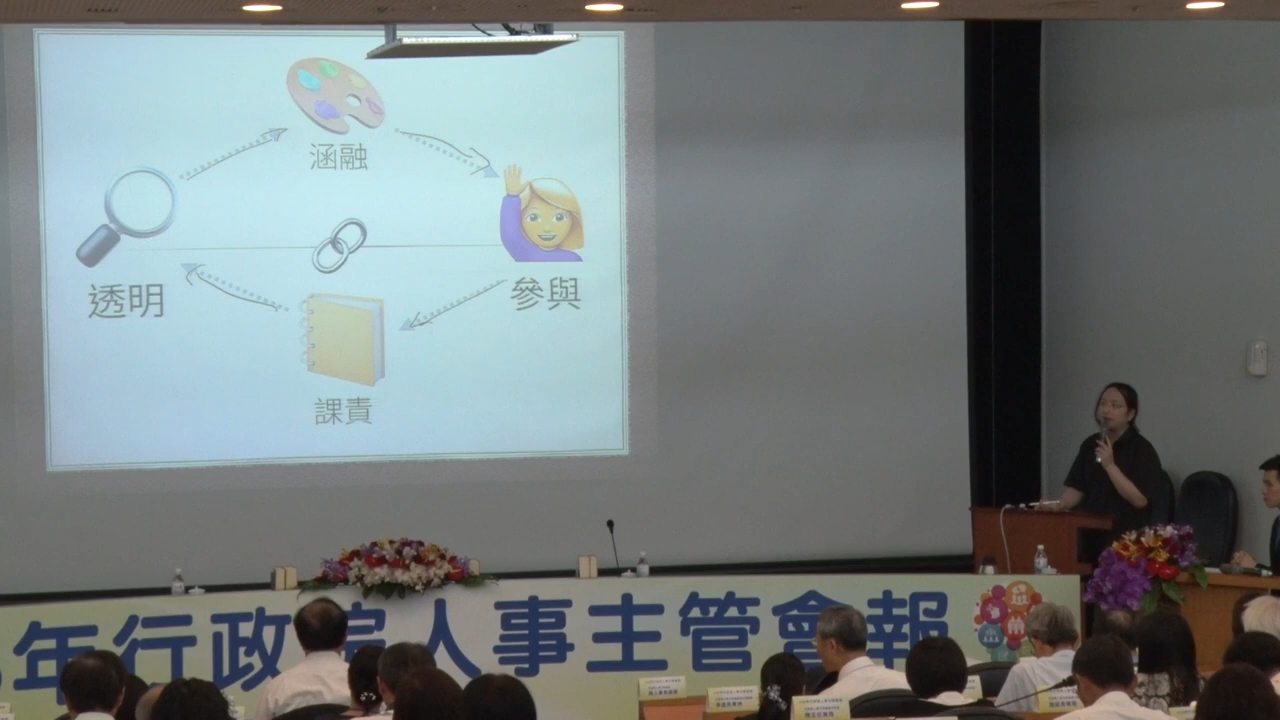 涵融
透明
參與
課責
年行政院人事主管會報